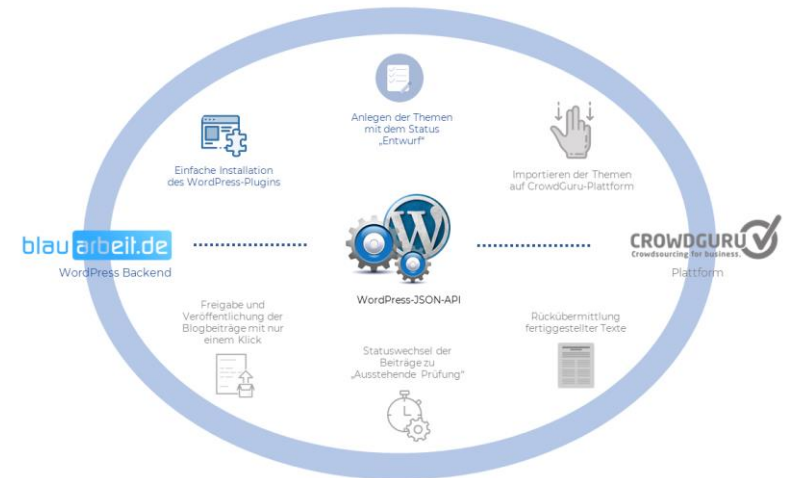 Anlegen der Themen
mit dem Status
„Entwurf“
Einfache Installation
des WordPress-Plugins
Importieren der Themen
auf CrowdGuru-Plattform
blauarbeit.de
WordPress Backend
WordPress-JSON-API
CROWDGURU
Crowdsourcing for business.
Plattform
Freigabe und
Veröffentlichung der
Blogbeiträge mit nur
einem Klick
Statuswechsel der
Beiträge zu
„Ausstehende Prüfung“
Rückübermittlung
fertiggestellter Texte